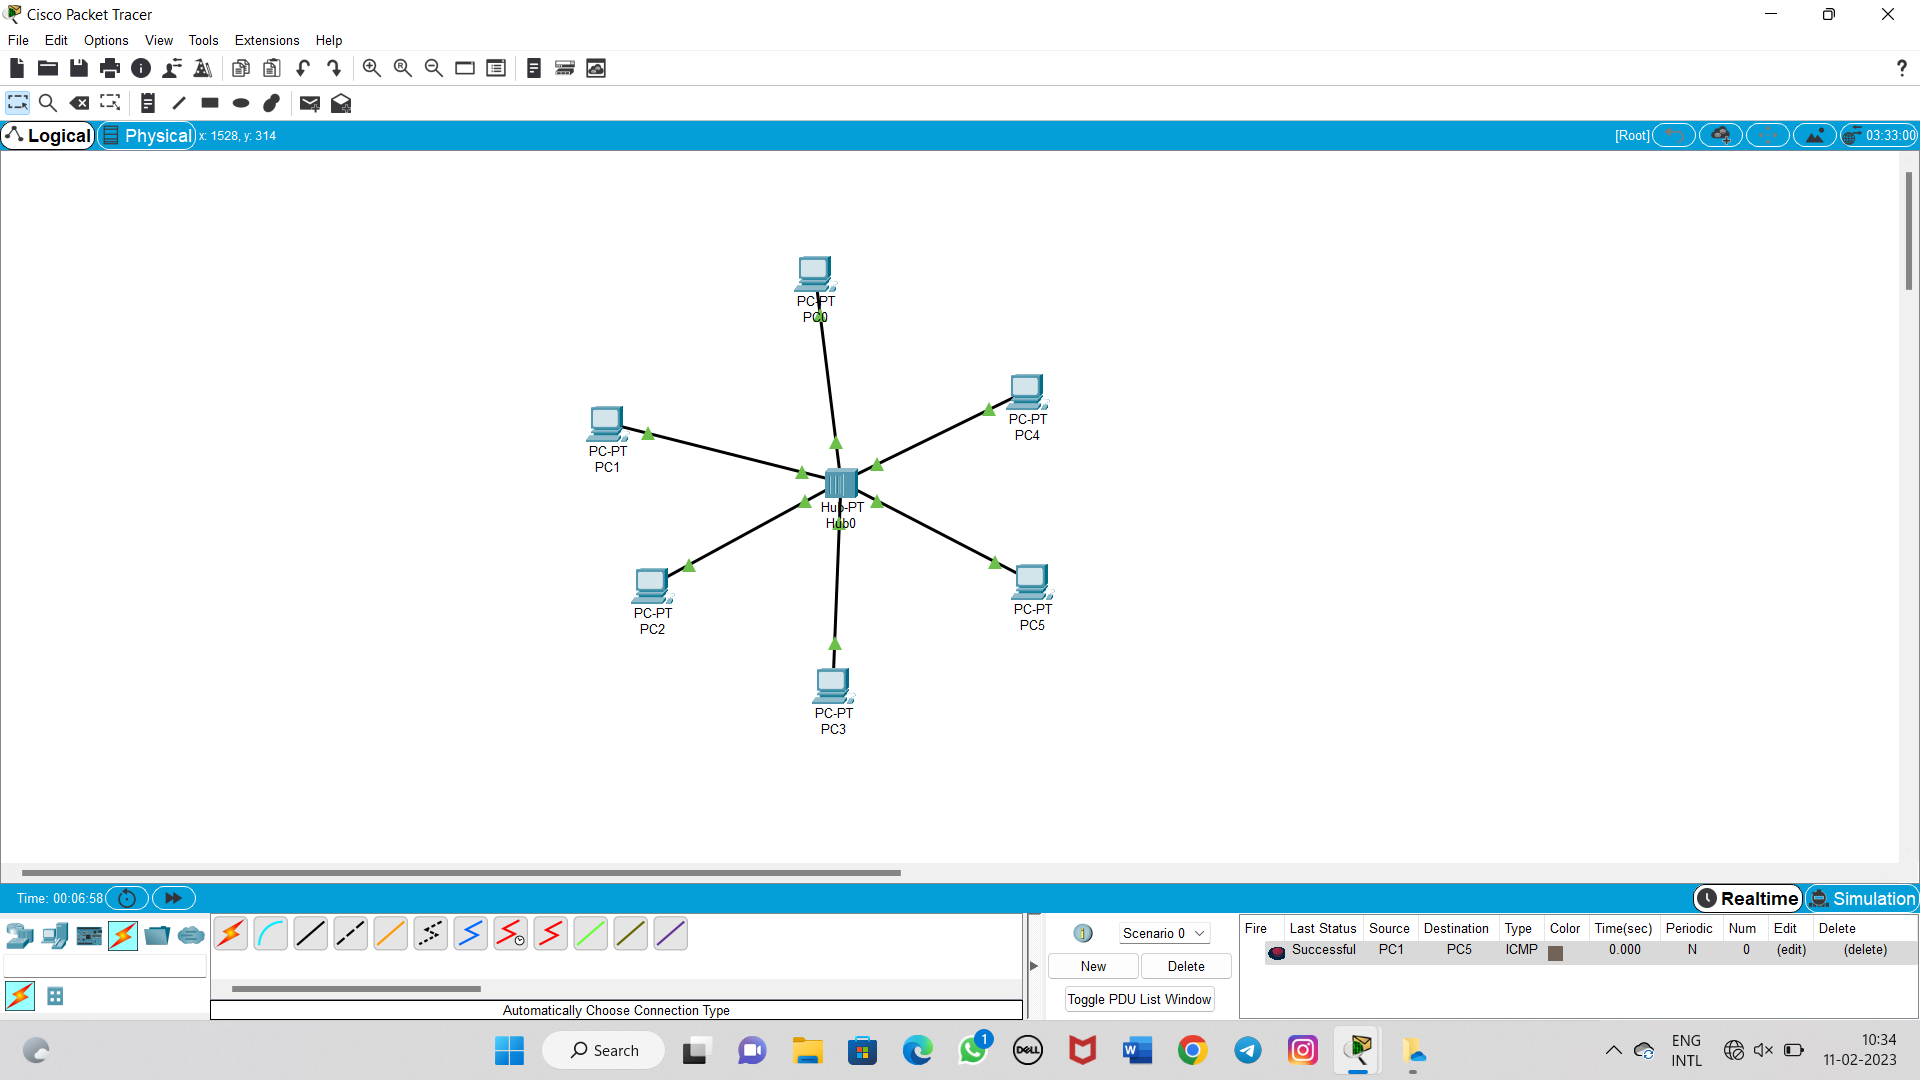 Cisco Packet Tracer
File Edit Options View Tools Extensions Help
Logical Physical x: 1528, y: 314 [Root] 03:33:00
PC-PT
PC0
PC-PT
PC4
PC-PT
PC1
Hub-PT
Hub0
PC-PT
PC2
PC-PT
PC5
PC-PT
PC3
Time: 00:06:58 Realtime Simulation
Scenario 0
New Delete
Toggle PDU List Window
Fire Last Status Source Destination Type Color Time(sec) Periodic Num Edit Delete
Successful PC1 PC5 ICMP 0.000 N 0 (edit) (delete)
Automatically Choose Connection Type
Search
1
DELL
ENG
INTL
10:34
11-02-2023